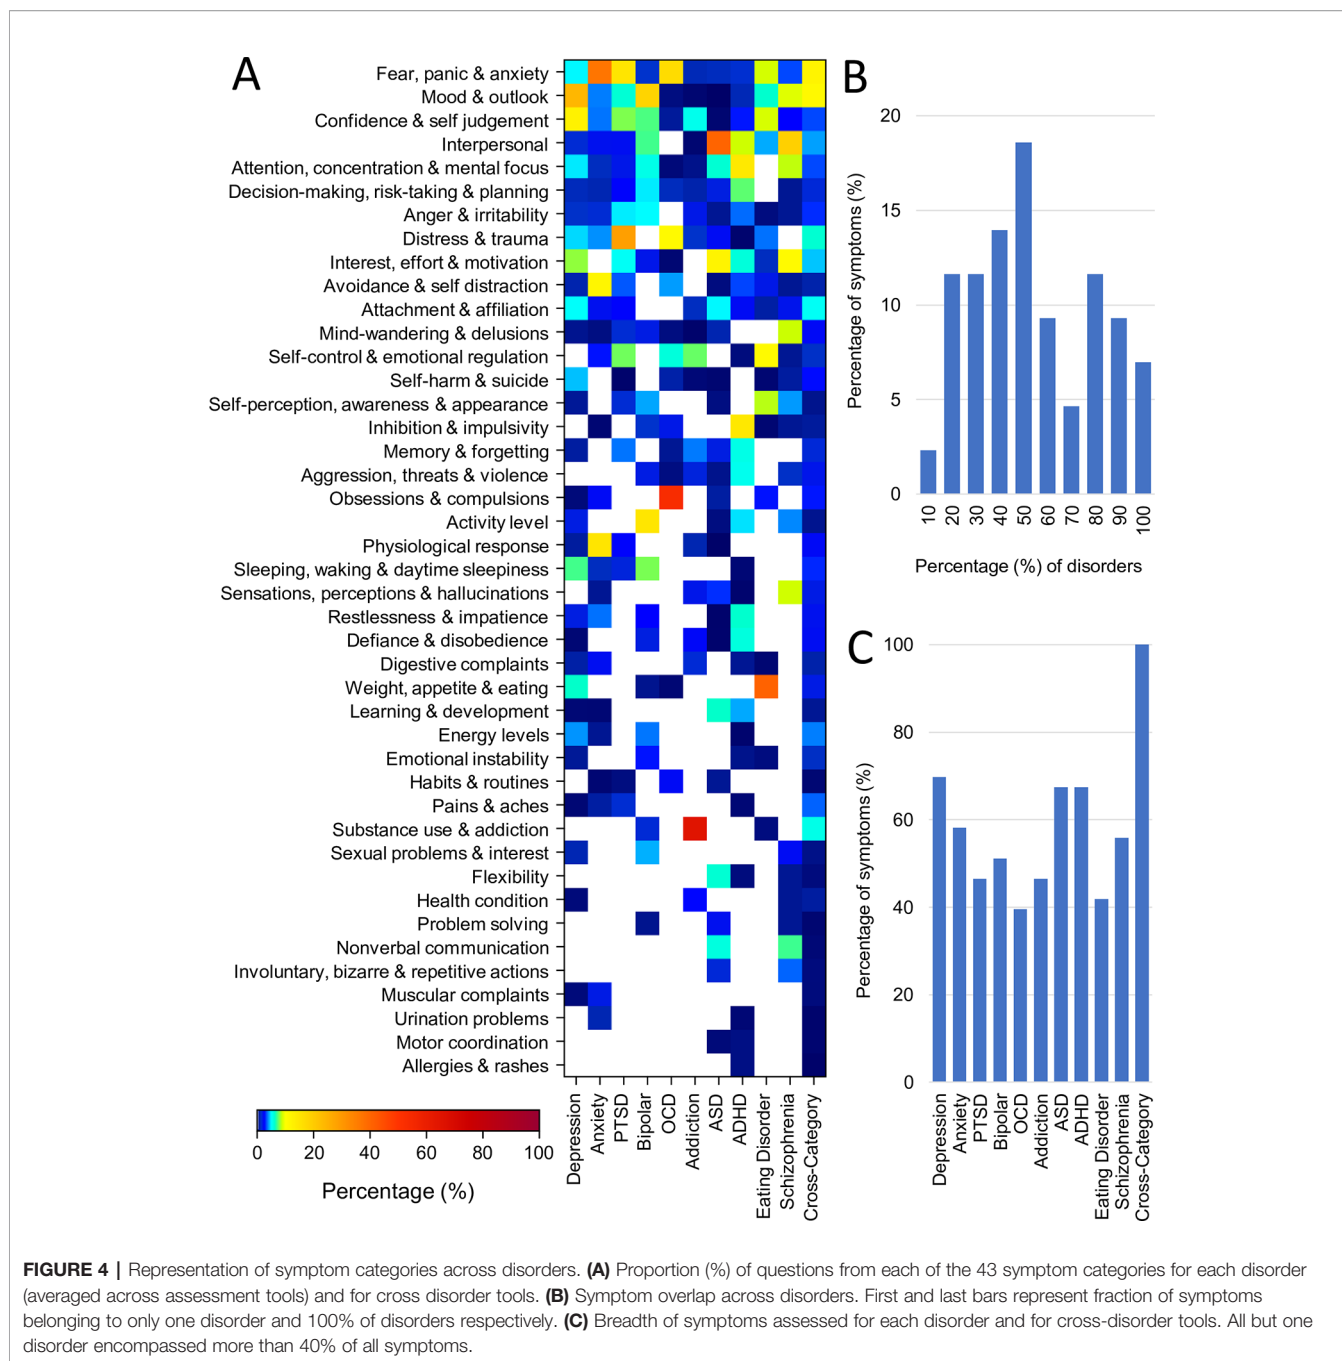 A
Fear, panic & anxiety
Mood & outlook
Confidence & self judgement
Interpersonal
Attention, concentration & mental focus
Decision-making, risk-taking & planning
Anger & irritability
Distress & trauma
Interest, effort & motivation
Avoidance & self distraction
Attachment & affiliation
Mind-wandering & delusions
Self-control & emotional regulation
Self-harm & suicide
Self-perception, awareness & appearance
Inhibition & impulsivity
Memory & forgetting
Aggression, threats & violence
Obsessions & compulsions
Activity level
Physiological response
Sleeping, waking & daytime sleepiness
Sensations, perceptions & hallucinations
Restlessness & impatience
Defiance & disobedience
Digestive complaints
Weight, appetite & eating
Learning & development
Energy levels
Emotional instability
Habits & routines
Pains & aches
Substance use & addiction
Sexual problems & interest
Flexibility
Health condition
Problem solving
Nonverbal communication
Involuntary, bizarre & repetitive actions
Muscular complaints
Urination problems
Motor coordination
Allergies & rashes
Depression
Anxiety
PTSD
Bipolar
OCD
Addiction
ASD
ADHD
Eating Disorder
Schizophrenia
Cross-Category
0 20 40 60 80 100
Percentage (%)
B
Percentage of symptoms (%)
20
15
10
5
0
10 20 30 40 50 60 70 80 90 100
Percentage (%) of disorders
C
Percentage of symptoms (%)
100
80
60
40
20
0
Depression
Anxiety
PTSD
Bipolar
OCD
Addiction
ASD
ADHD
Eating Disorder
Schizophrenia
Cross-Category
FIGURE 4 | Representation of symptom categories across disorders. (A) Proportion (%) of questions from each of the 43 symptom categories for each disorder
(averaged across assessment tools) and for cross disorder tools. (B) Symptom overlap across disorders. First and last bars represent fraction of symptoms
belonging to only one disorder and 100% of disorders respectively. (C) Breadth of symptoms assessed for each disorder and for cross-disorder tools. All but one
disorder encompassed more than 40% of all symptoms.